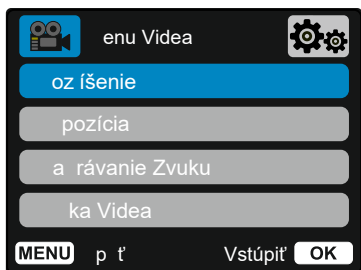 enu Videa
oz íšenie
pozícia
a rávanie Zvuku
ka Videa
MENU p ť Vstúpiť OK